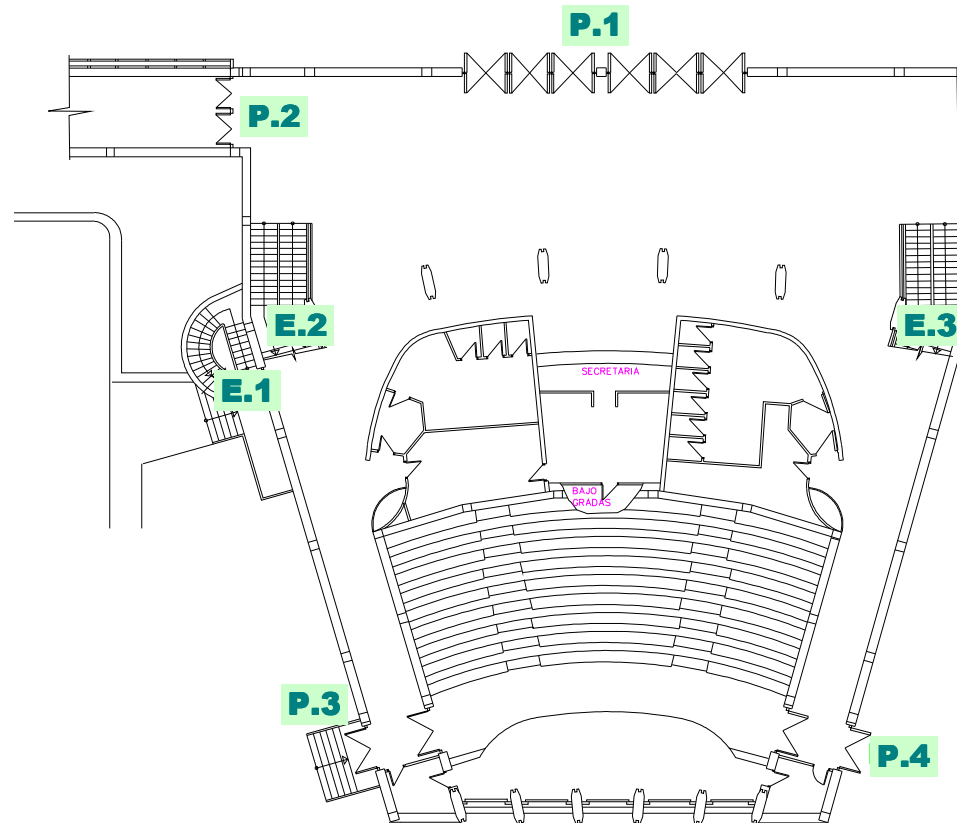 P.1
P.2
E.2
E.3
SECRETARIA
E.1
BAJO
GRADAS
P.3
P.4